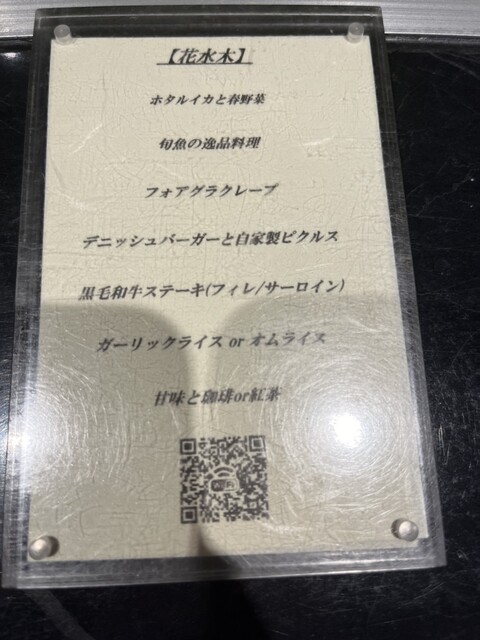 【花水木】
ホタルイカと春野菜
旬魚の逸品料理
フォアグラクレープ
デニッシュバーガーと自家製ピクルス
黒毛和牛ステーキ(フィレ/サーロイン)
ガーリックライス or オムライス
甘味と珈琲or紅茶